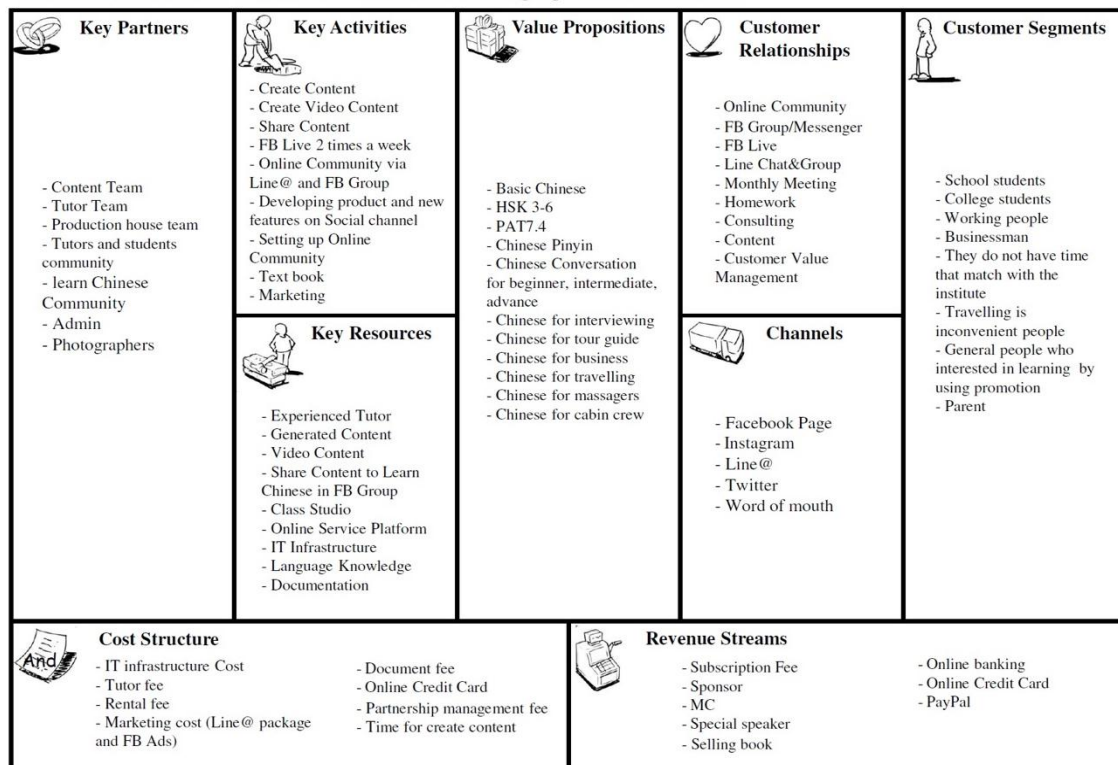 Key Partners
- Content Team
- Tutor Team
- Production house team
- Tutors and students
community
- learn Chinese
Community
- Admin
- Photographers
Key Activities
- Create Content
- Create Video Content
- Share Content
- FB Live 2 times a week
- Online Community via
Line@ and FB Group
- Developing product and new
features on Social channel
- Setting up Online
Community
- Text book
- Marketing
Key Resources
- Experienced Tutor
- Generated Content
- Video Content
- Share Content to Learn
Chinese in FB Group
- Class Studio
- Online Service Platform
- IT Infrastructure
- Language Knowledge
- Documentation
Value Propositions
- Basic Chinese
- HSK 3-6
- PAT7.4
- Chinese Pinyin
- Chinese Conversation
for beginner, intermediate,
advance
- Chinese for interviewing
- Chinese for tour guide
- Chinese for business
- Chinese for travelling
- Chinese for massagers
- Chinese for cabin crew
Customer
Relationships
- Online Community
- FB Group/Messenger
- FB Live
- Line Chat&Group
- Monthly Meeting
- Homework
- Consulting
- Content
- Customer Value
Management
Channels
- Facebook Page
- Instagram
- Line@
- Twitter
- Word of mouth
Customer Segments
- School students
- College students
- Working people
- Businessman
- They do not have time
that match with the
institute
- Travelling is
inconvenient people
- General people who
interested in learning by
using promotion
- Parent
And
Cost Structure
- IT infrastructure Cost
- Tutor fee
- Rental fee
- Marketing cost (Line@ package
and FB Ads)
- Document fee
- Online Credit Card
- Partnership management fee
- Time for create content
Revenue Streams
- Subscription Fee
- Sponsor
- MC
- Special speaker
- Selling book
- Online banking
- Online Credit Card
- PayPal